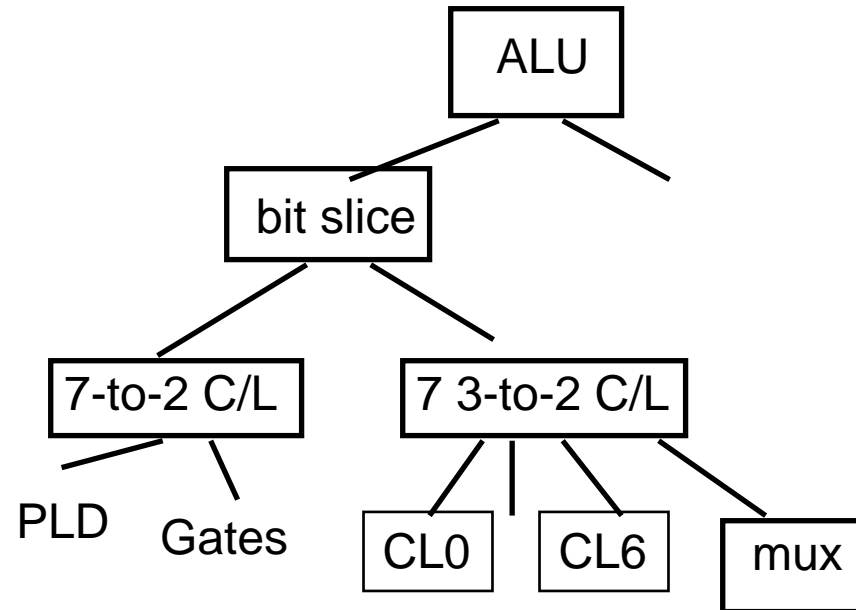 ALU
bit slice
7-to-2 C/L
7 3-to-2 C/L
PLD
Gates
CL0
CL6
mux